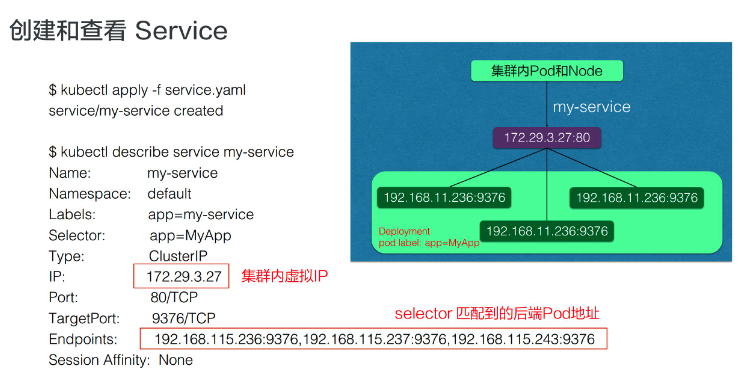 创建和查看 Service
$ kubectl apply -f service.yaml
service/my-service created
$ kubectl describe service my-service
Name: my-service
Namespace: default
Labels: app=my-service
Selector: app=MyApp
Type: ClusterIP
IP: 172.29.3.27 集群内虚拟IP
Port: 80/TCP
TargetPort: 9376/TCP
selector 匹配到的后端Pod地址
Endpoints: 192.168.115.236:9376,192.168.115.237:9376,192.168.115.243:9376
Session Affinity: None
集群内Pod和Node
my-service
172.29.3.27:80
192.168.11.236:9376
192.168.11.236:9376
192.168.11.236:9376
Deployment
pod label: app=MyApp